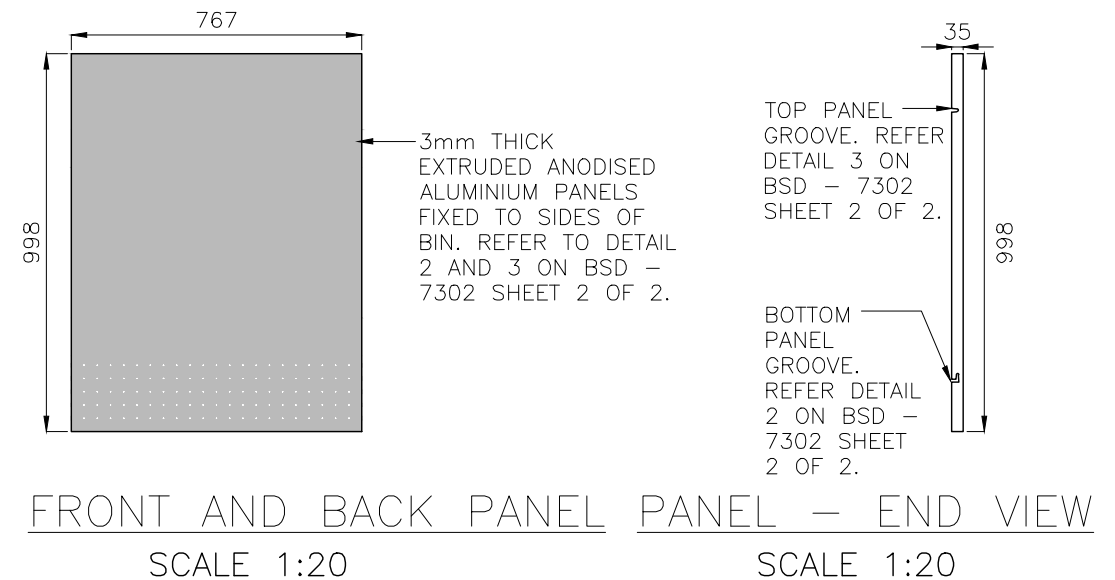 767
998
3mm THICK
EXTRUDED ANODISED
ALUMINIUM PANELS
FIXED TO SIDES OF
BIN. REFER TO DETAIL
2 AND 3 ON BSD –
7302 SHEET 2 OF 2.
FRONT AND BACK PANEL
SCALE 1:20
35
TOP PANEL
GROOVE. REFER
DETAIL 3 ON
BSD – 7302
SHEET 2 OF 2.
998
BOTTOM
PANEL
GROOVE.
REFER DETAIL
2 ON BSD –
7302 SHEET
2 OF 2.
PANEL – END VIEW
SCALE 1:20